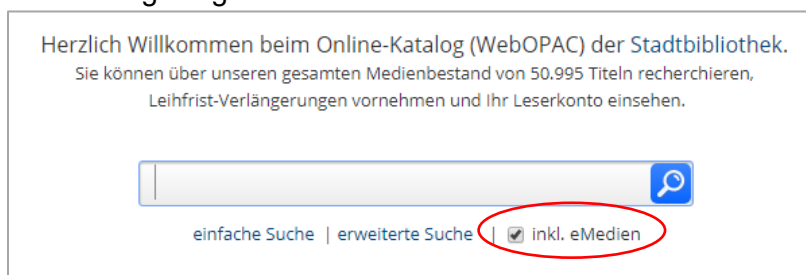 Herzlich Willkommen beim Online-Katalog (WebOPAC) der Stadtbibliothek.
Sie können über unseren gesamten Medienbestand von 50.995 Titeln recherchieren,
Leihfrist-Verlängerungen vornehmen und Ihr Leserkonto einsehen.
einfache Suche | erweiterte Suche | inkl. eMedien